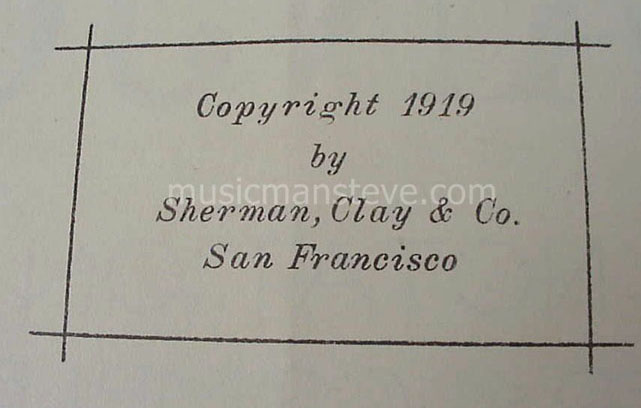 Copyright 1919
by
musicmansteve.com
Sherman, Clay & Co.
San Francisco